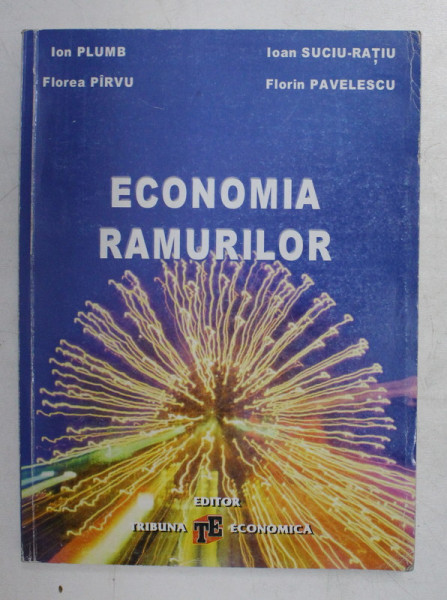 Ion PLUMB
Florea PÎRVU
Ioan SUCIU-RAȚIU
Florin PAVELESCU
ECONOMIA
RAMURILOR
EDITOR
TRIBUNA TE ECONOMICA